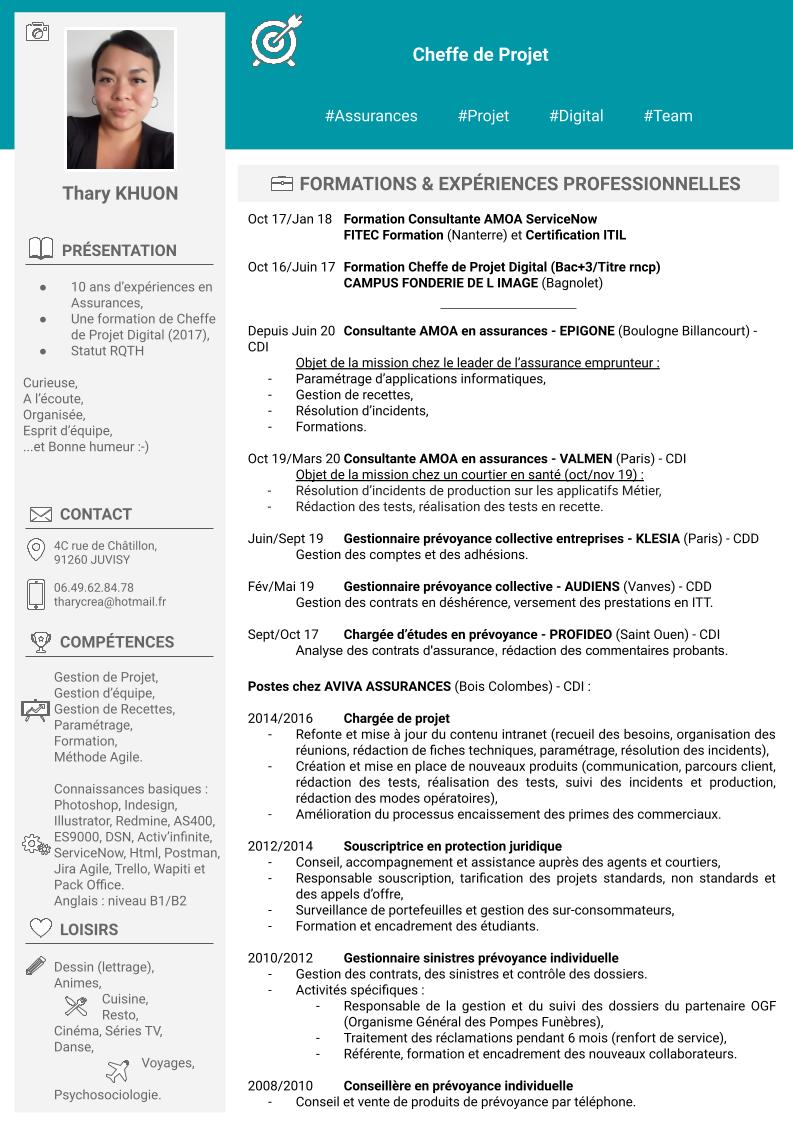 Cheffe de Projet
#Assurances #Projet #Digital #Team
Thary KHUON
PRÉSENTATION
● 10 ans d'expériences en
Assurances,
● Une formation de Cheffe
de Projet Digital (2017),
● Statut RQTH
Curieuse,
A l'écoute,
Organisée,
Esprit d'équipe,
...et Bonne humeur :-)
CONTACT
4C rue de Châtillon,
91260 JUVISY
06.49.62.84.78
tharycrea@hotmail.fr
COMPÉTENCES
Gestion de Projet,
Gestion d'équipe,
Gestion de Recettes,
Paramétrage,
Formation,
Méthode Agile.
Connaissances basiques :
Photoshop, Indesign,
Illustrator, Redmine, AS400,
ES9000, DSN, Activ'infinite,
ServiceNow, Html, Postman,
Jira Agile, Trello, Wapiti et
Pack Office.
Anglais : niveau B1/B2
LOISIRS
Dessin (lettrage),
Animes,
Cuisine,
Resto,
Cinéma, Séries TV,
Danse,
Voyages,
Psychosociologie.
FORMATIONS & EXPÉRIENCES PROFESSIONNELLES
Oct 17/Jan 18 Formation Consultante AMOA ServiceNow
FITEC Formation (Nanterre) et Certification ITIL
Oct 16/Juin 17 Formation Cheffe de Projet Digital (Bac+3/Titre rncp)
CAMPUS FONDERIE DE L IMAGE (Bagnolet)
Depuis Juin 20 Consultante AMOA en assurances - EPIGONE (Boulogne Billancourt) -
CDI
Objet de la mission chez le leader de l'assurance emprunteur :
- Paramétrage d'applications informatiques,
- Gestion de recettes,
- Résolution d'incidents,
- Formations.
Oct 19/Mars 20 Consultante AMOA en assurances - VALMEN (Paris) - CDI
Objet de la mission chez un courtier en santé (oct/nov 19) :
- Résolution d'incidents de production sur les applicatifs Métier,
- Rédaction des tests, réalisation des tests en recette.
Juin/Sept 19 Gestionnaire prévoyance collective entreprises - KLESIA (Paris) - CDD
Gestion des comptes et des adhésions.
Fév/Mai 19 Gestionnaire prévoyance collective - AUDIENS (Vanves) - CDD
Gestion des contrats en déshérence, versement des prestations en ITT.
Sept/Oct 17 Chargée d'études en prévoyance - PROFIDEO (Saint Ouen) - CDI
Analyse des contrats d'assurance, rédaction des commentaires probants.
Postes chez AVIVA ASSURANCES (Bois Colombes) - CDI :
2014/2016 Chargée de projet
- Refonte et mise à jour du contenu intranet (recueil des besoins, organisation des
réunions, rédaction de fiches techniques, paramétrage, résolution des incidents),
- Création et mise en place de nouveaux produits (communication, parcours client,
rédaction des tests, réalisation des tests, suivi des incidents et production,
rédaction des modes opératoires),
- Amélioration du processus encaissement des primes des commerciaux.
2012/2014 Souscriptrice en protection juridique
- Conseil, accompagnement et assistance auprès des agents et courtiers,
- Responsable souscription, tarification des projets standards, non standards et
des appels d'offre,
- Surveillance de portefeuilles et gestion des sur-consommateurs,
- Formation et encadrement des étudiants.
2010/2012 Gestionnaire sinistres prévoyance individuelle
- Gestion des contrats, des sinistres et contrôle des dossiers.
- Activités spécifiques :
- Responsable de la gestion et du suivi des dossiers du partenaire OGF
(Organisme Général des Pompes Funèbres),
- Traitement des réclamations pendant 6 mois (renfort de service),
- Référente, formation et encadrement des nouveaux collaborateurs.
2008/2010 Conseillère en prévoyance individuelle
- Conseil et vente de produits de prévoyance par téléphone.